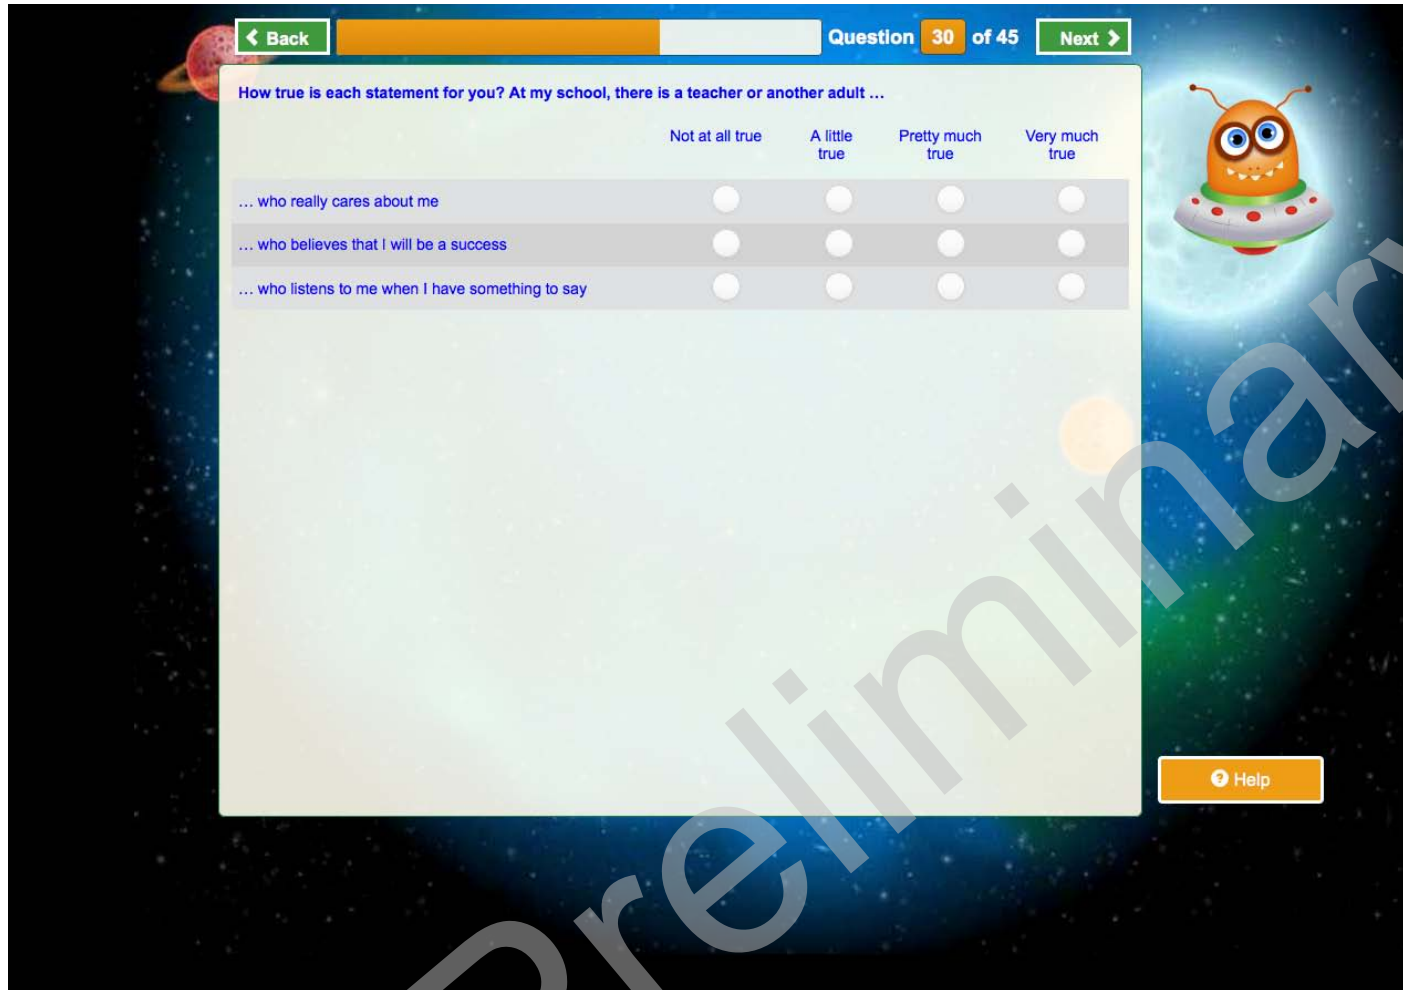 Back
Question 30 of 45
Next
How true is each statement for you? At my school, there is a teacher or another adult …
Not at all true
A little
true
Pretty much
true
Very much
true
… who really cares about me
… who believes that I will be a success
… who listens to me when I have something to say
Help
Preliminary